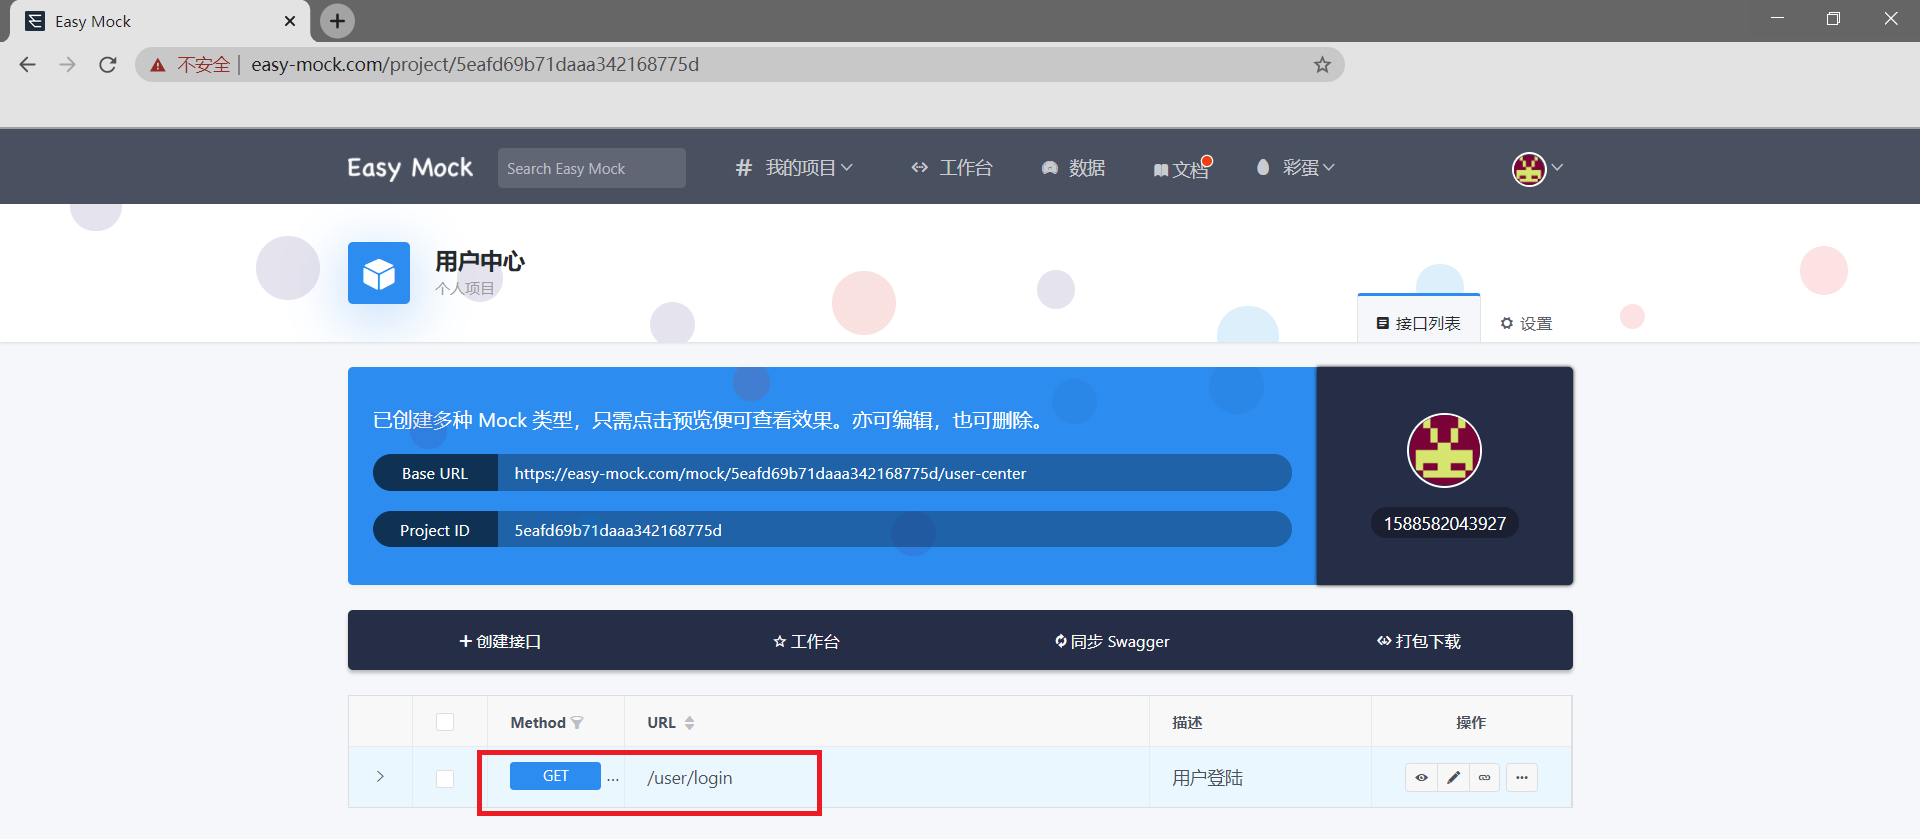 Easy Mock
不安全 | easy-mock.com/project/5eafd69b71daaa342168775d
Easy Mock
Search Easy Mock
我的项目
工作台
数据
文档
彩蛋
用户中心
个人项目
接口列表
设置
已创建多种 Mock 类型，只需点击预览便可查看效果。亦可编辑，也可删除。
Base URL
https://easy-mock.com/mock/5eafd69b71daaa342168775d/user-center
Project ID
5eafd69b71daaa342168775d
1588582043927
创建接口
工作台
同步 Swagger
打包下载
Method
URL
描述
操作
GET
...
/user/login
用户登陆